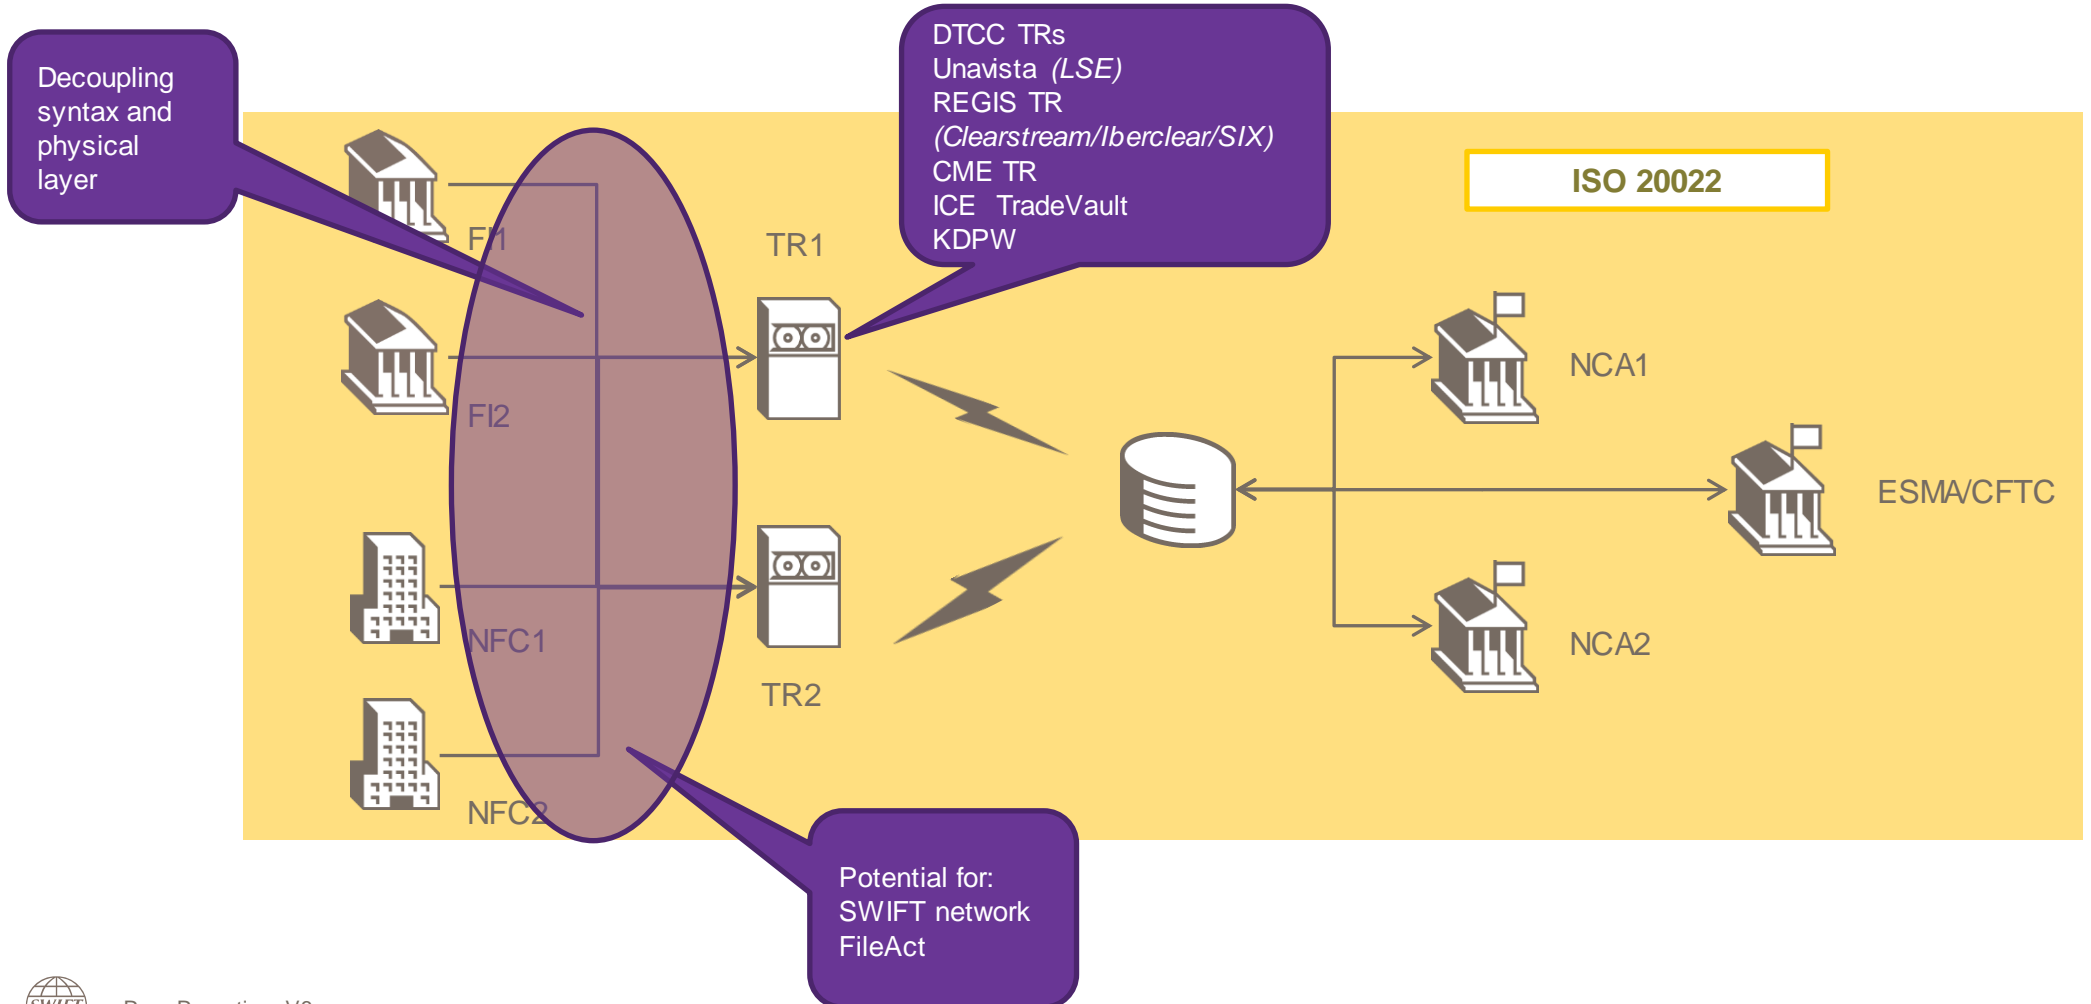 Decoupling
syntax and
physical
layer
DTCC TRs
Unavista (LSE)
REGIS TR
(Clearstream/Iberclear/SIX)
CME TR
ICE TradeVault
KDPW
ISO 20022
FI1
TR1
FI2
NCA1
ESMA/CFTC
NFC1
NCA2
TR2
NFC2
Potential for:
SWIFT network
FileAct
SWIFT